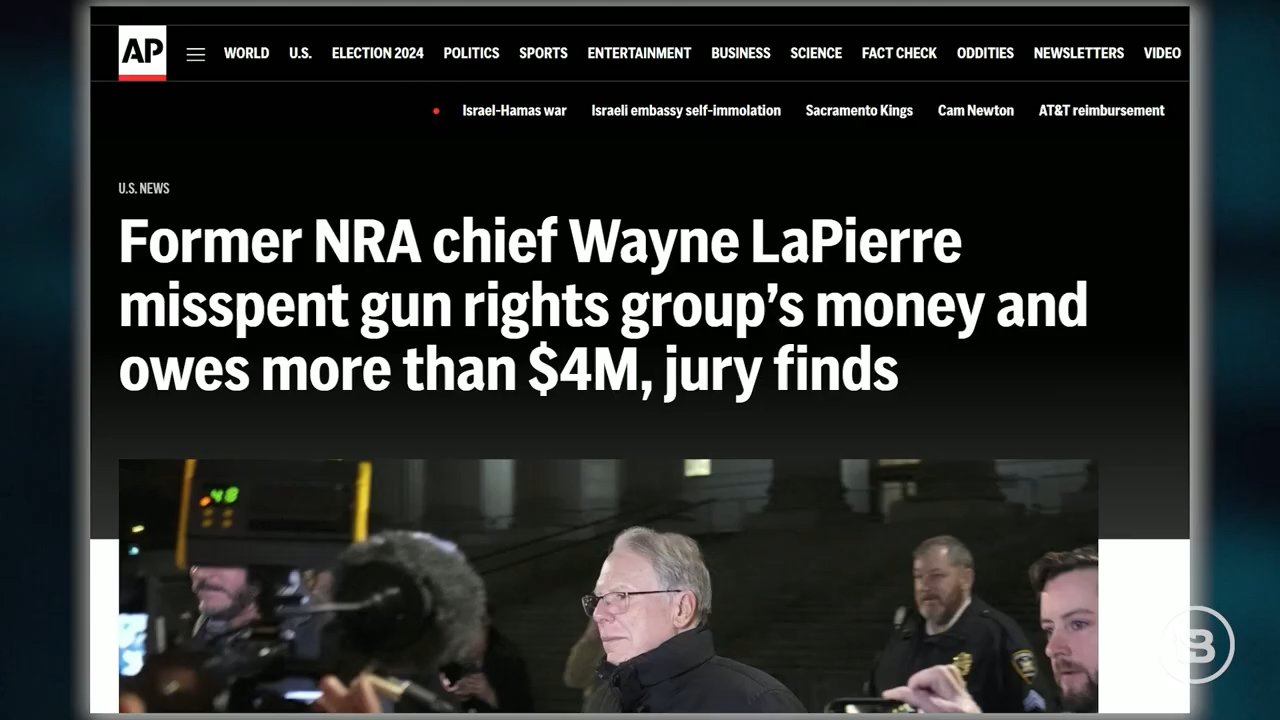 AP
WORLD U.S. ELECTION 2024 POLITICS SPORTS ENTERTAINMENT BUSINESS SCIENCE FACT CHECK ODDITIES NEWSLETTERS VIDEO
Israel-Hamas war Israeli embassy self-immolation Sacramento Kings Cam Newton AT&T reimbursement
U.S. NEWS
Former NRA chief Wayne LaPierre
misspent gun rights group’s money and
owes more than $4M, jury finds
48
B